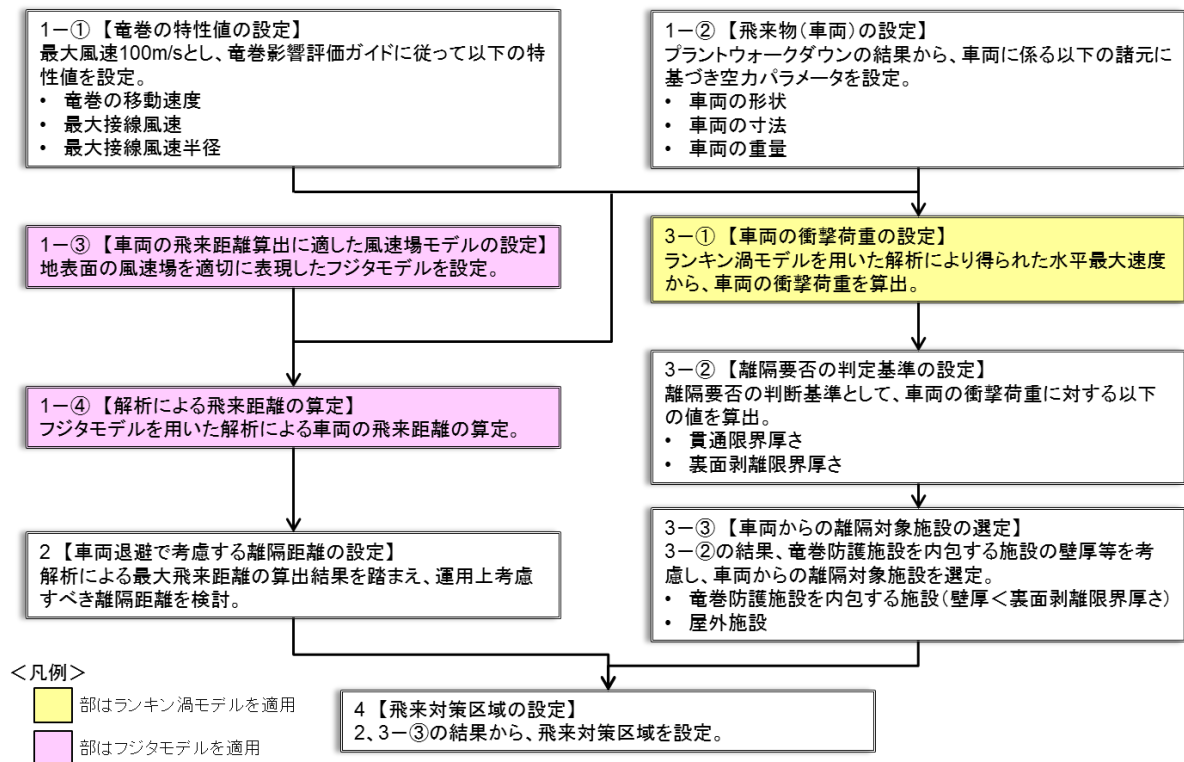 1－① 【竜巻の特性値の設定】
最大風速100m/sとし、竜巻影響評価ガイドに従って以下の特
性値を設定。
• 竜巻の移動速度
• 最大接線風速
• 最大接線風速半径
1－② 【飛来物(車両)の設定】
プラントウォークダウンの結果から、車両に係る以下の諸元に
基づき空力パラメータを設定。
• 車両の形状
• 車両の寸法
• 車両の重量
1－③ 【車両の飛来距離算出に適した風速場モデルの設定】
地表面の風速場を適切に表現したフジタモデルを設定。
3－① 【車両の衝撃荷重の設定】
ランキン渦モデルを用いた解析により得られた水平最大速度
から、車両の衝撃荷重を算出。
1－④ 【解析による飛来距離の算定】
フジタモデルを用いた解析による車両の飛来距離の算定。
3－② 【離隔要否の判定基準の設定】
離隔要否の判断基準として、車両の衝撃荷重に対する以下
の値を算出。
• 貫通限界厚さ
• 裏面剥離限界厚さ
2 【車両退避で考慮する離隔距離の設定】
解析による最大飛来距離の算出結果を踏まえ、運用上考慮
すべき離隔距離を検討。
3－③ 【車両からの離隔対象施設の選定】
3－②の結果、竜巻防護施設を内包する施設の壁厚等を考
慮し、車両からの離隔対象施設を選定。
• 竜巻防護施設を内包する施設(壁厚＜裏面剥離限界厚さ)
• 屋外施設
＜凡例＞
部はランキン渦モデルを適用
部はフジタモデルを適用
4 【飛来対策区域の設定】
2、3－③の結果から、飛来対策区域を設定。